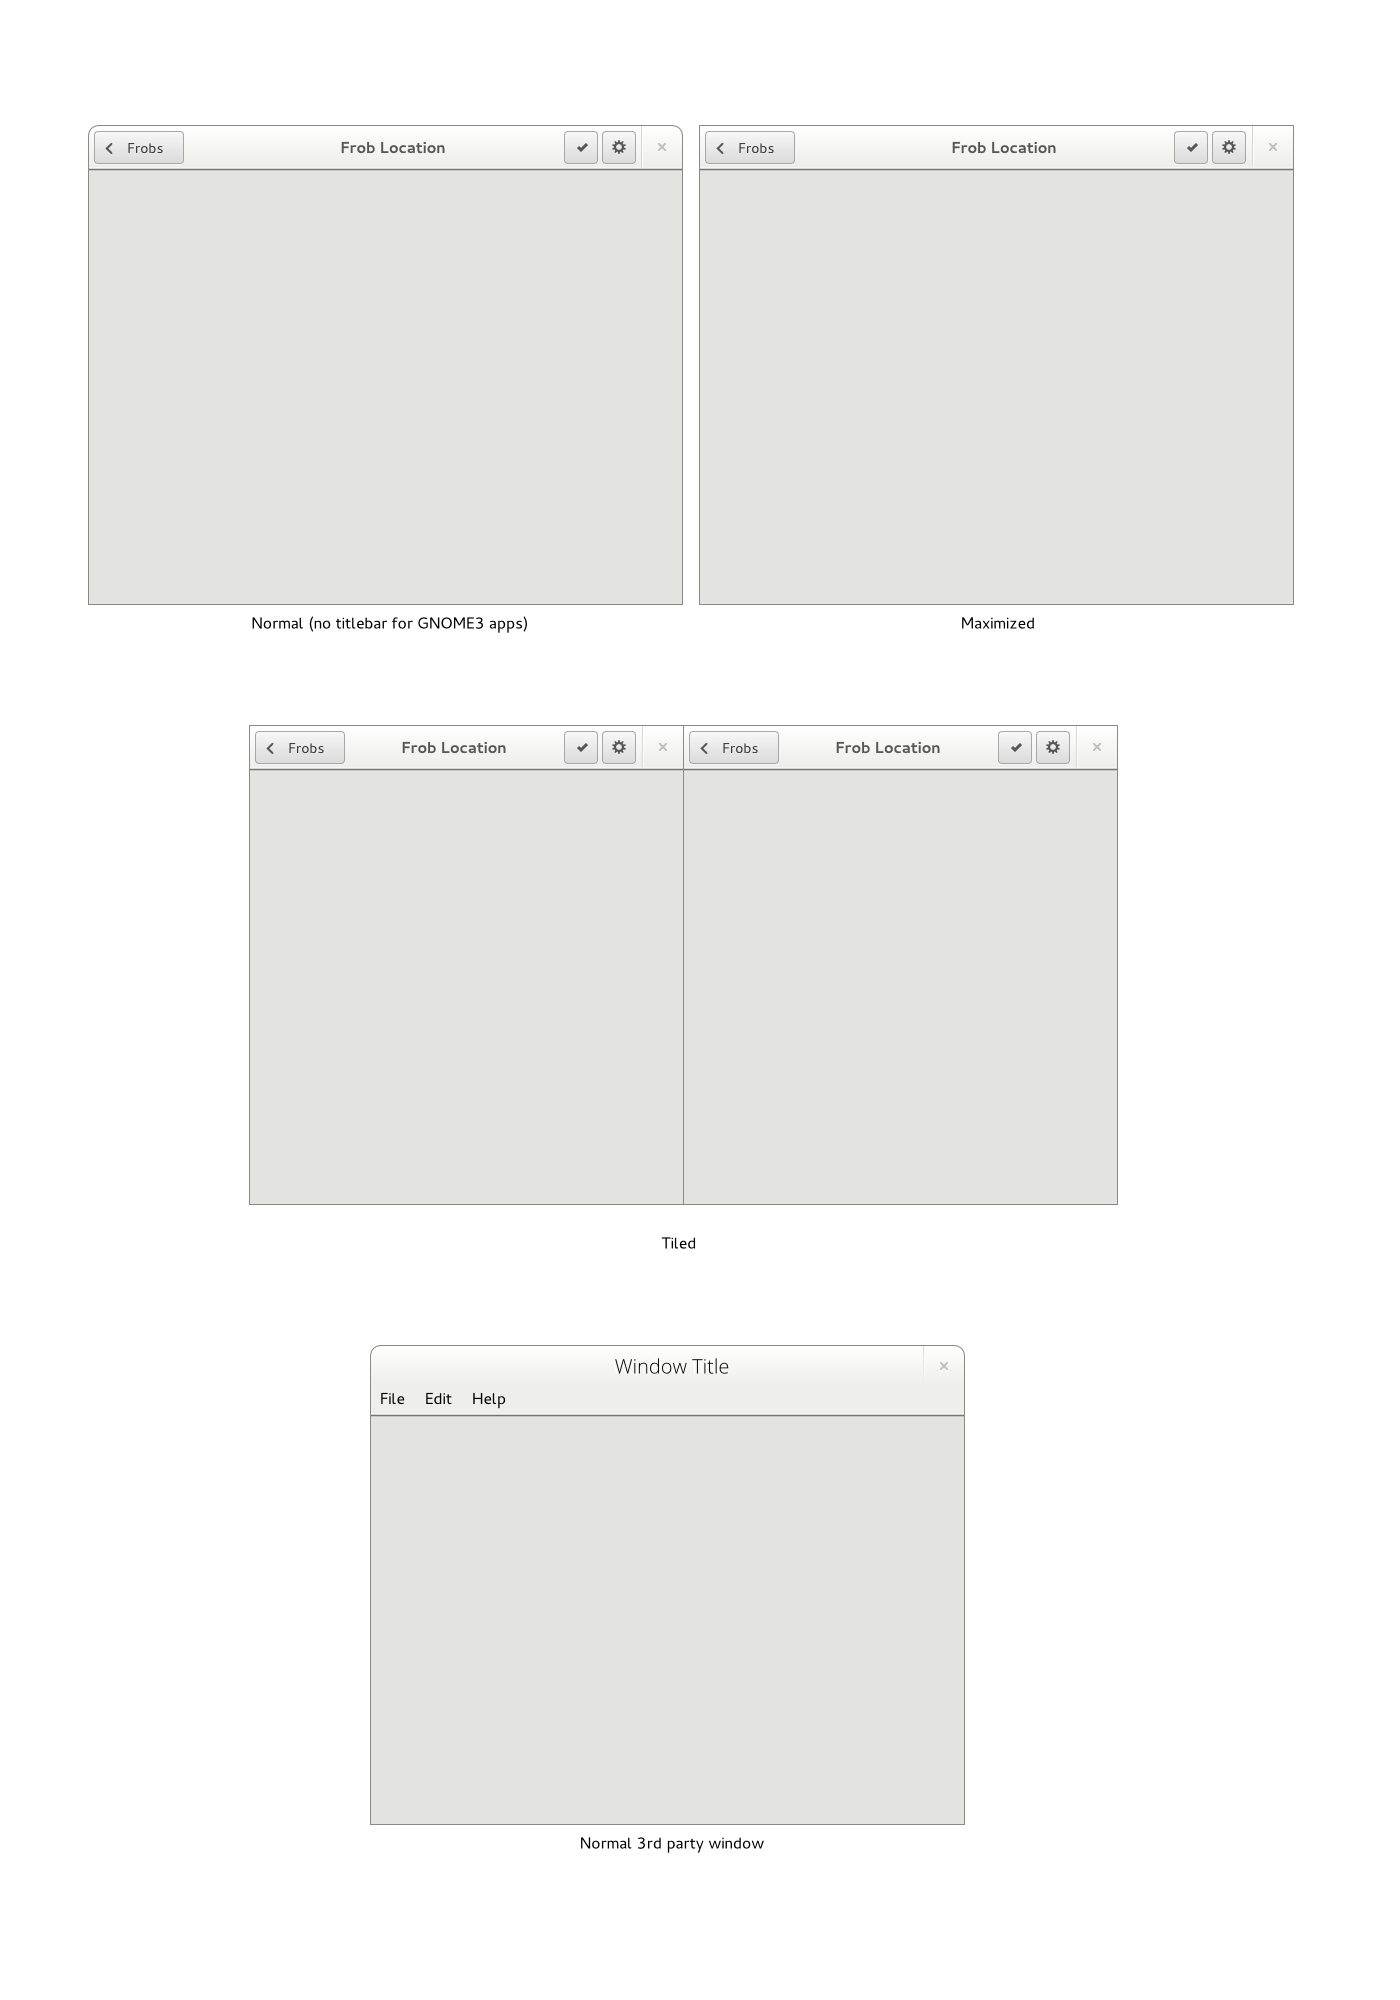 Frobs Frob Location
Frobs Frob Location
Normal (no titlebar for GNOME3 apps)
Maximized
Frobs Frob Location
Frobs Frob Location
Tiled
Window Title
File Edit Help
Normal 3rd party window